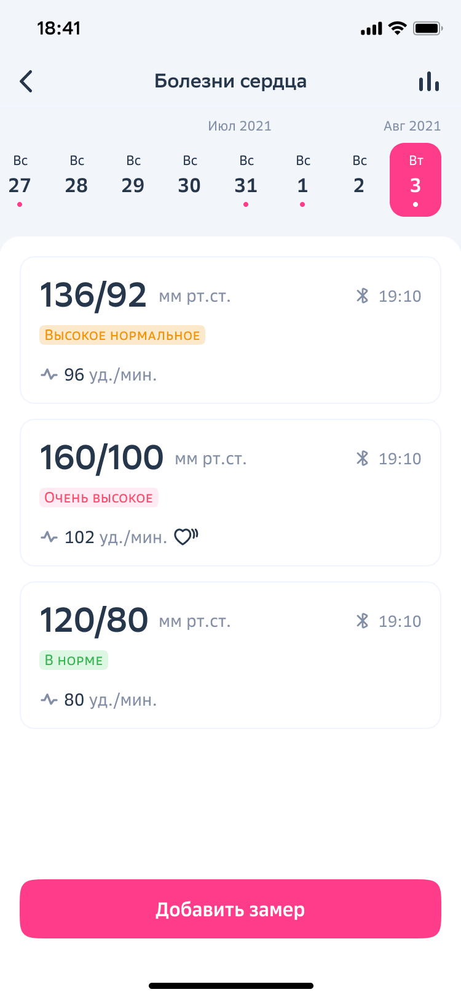 18:41
Болезни сердца
Июл 2021 Авг 2021
Вс Вс Вс Вс Вс Вс Вс Вт
27 28 29 30 31 1 2 3
136/92 мм рт.ст. 19:10
Высокое нормальное
96 уд./мин.
160/100 мм рт.ст. 19:10
Очень высокое
102 уд./мин.
120/80 мм рт.ст. 19:10
В норме
80 уд./мин.
Добавить замер